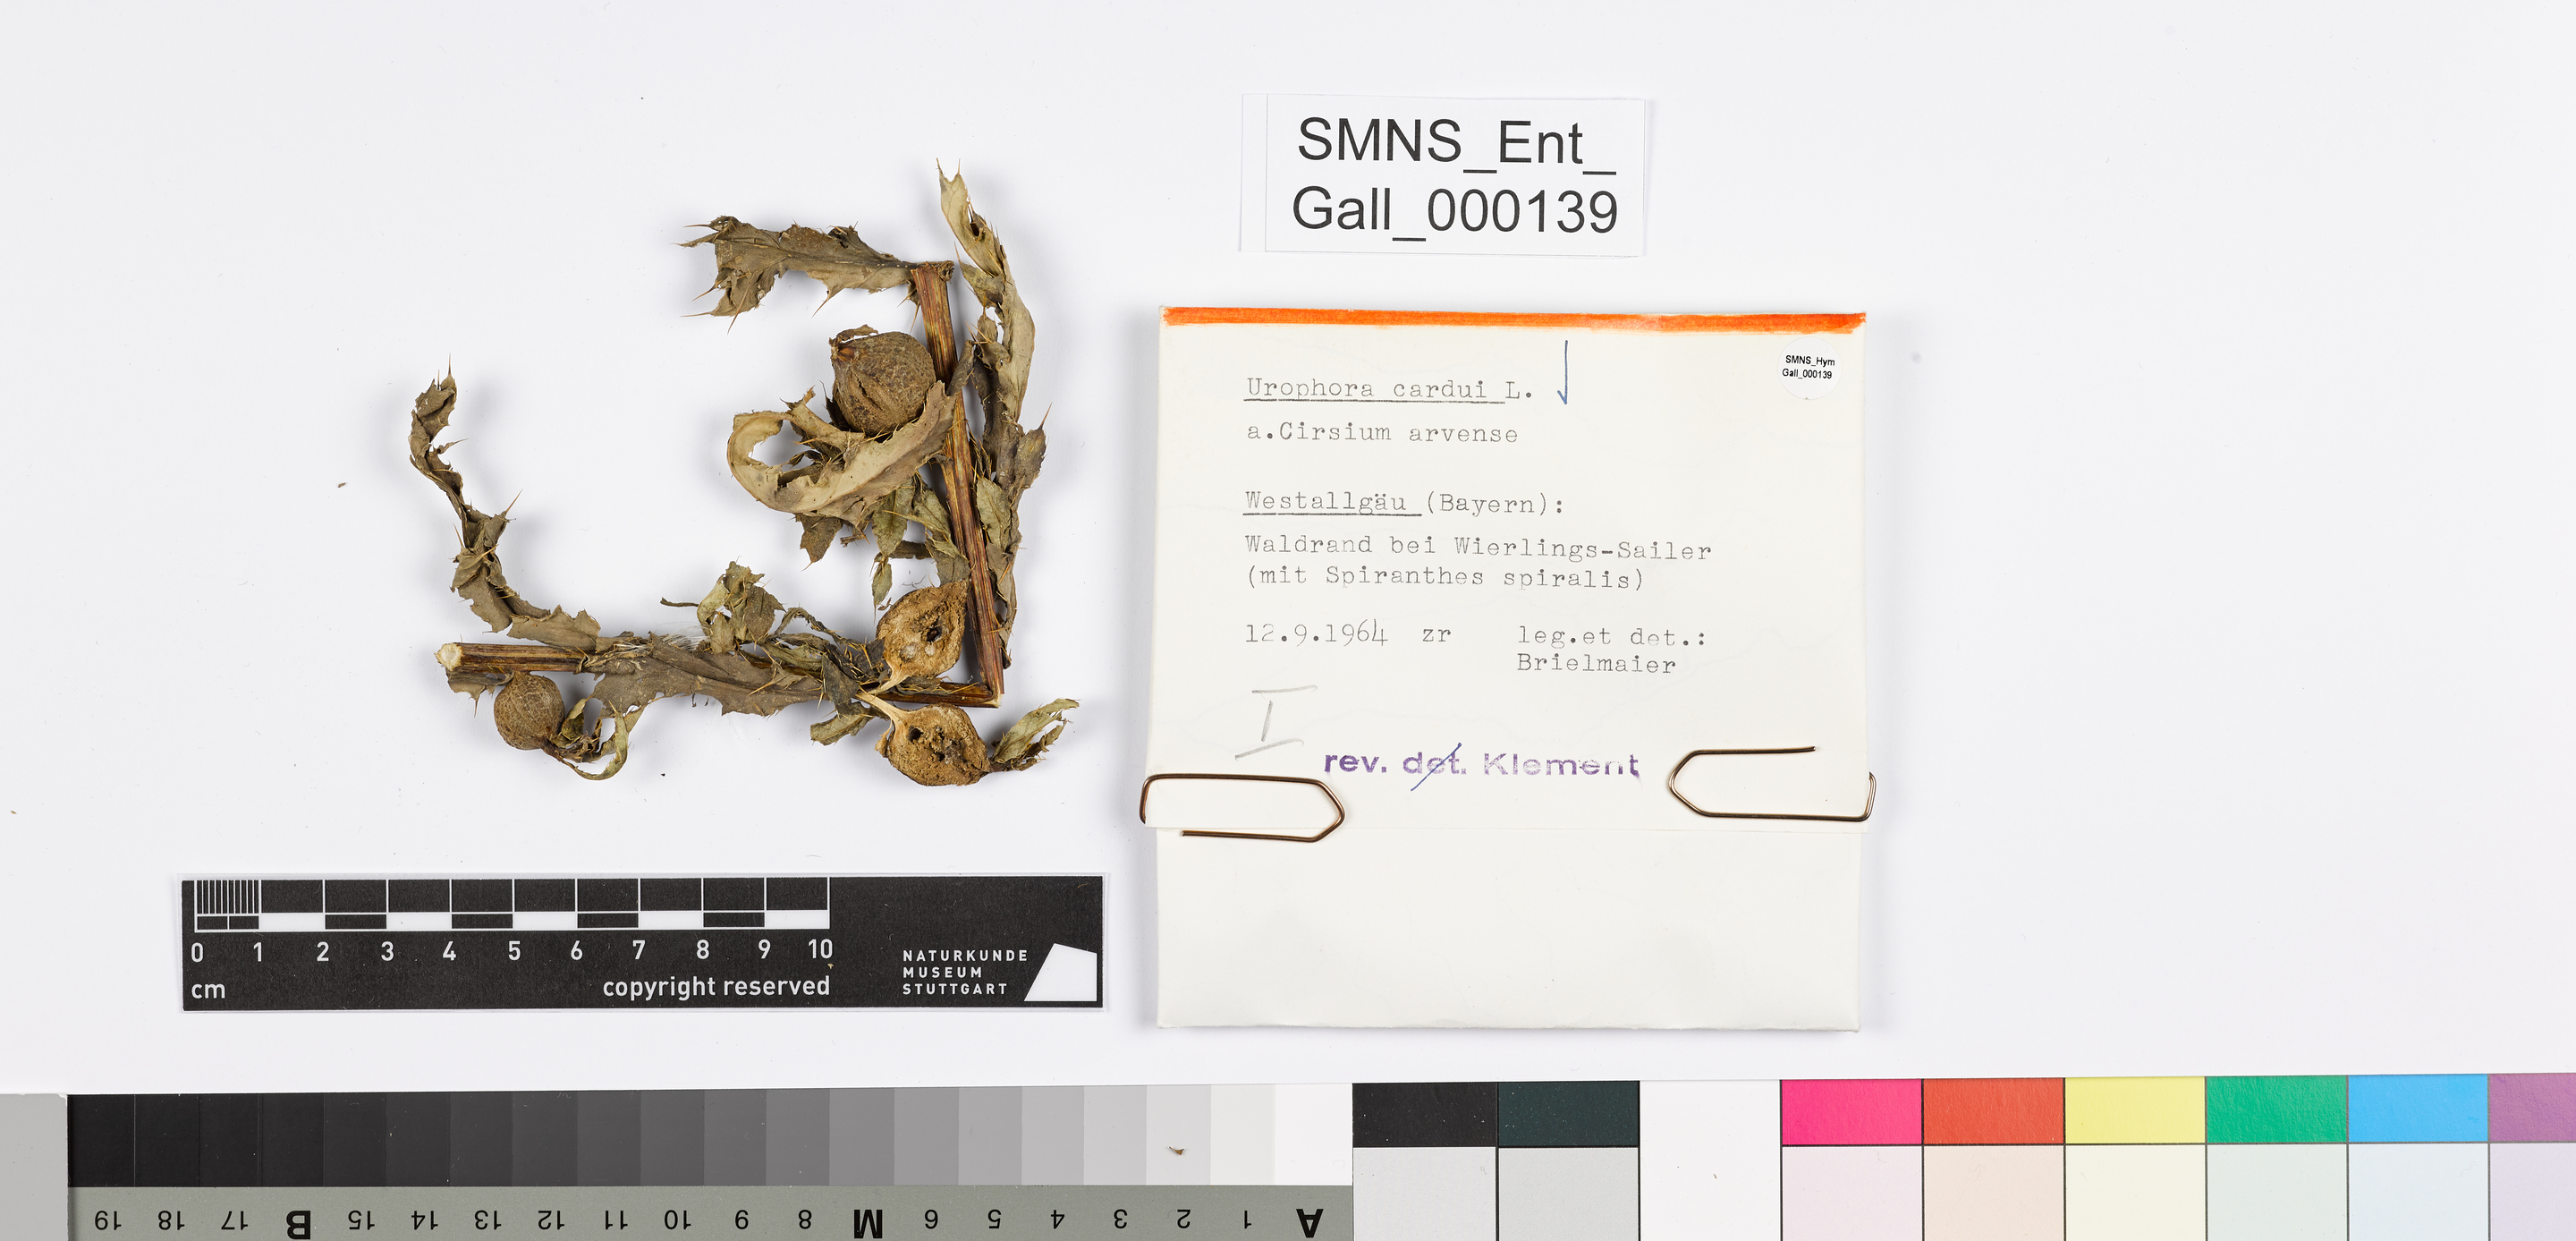 SMNS_Ent_
Gall_000139
SMNS_Hym
Gall_000139
Urophora cardui L.
a.Cirsium arvense
Westallgäu (Bayern):
Waldrand bei Wierlings-Sailer
(mit Spiranthes spiralis)
12.9.1964 zr leg.et det.:
Brielmaier
I
rev. det. Klement
0 1 2 3 4 5 6 7 8 9 10
cm copyright reserved
NATURKUNDE
MUSEUM
STUTTGART
19 18 17 B 15 14 13 12 11 10 9 8 M 6 5 4 3 2 1 A